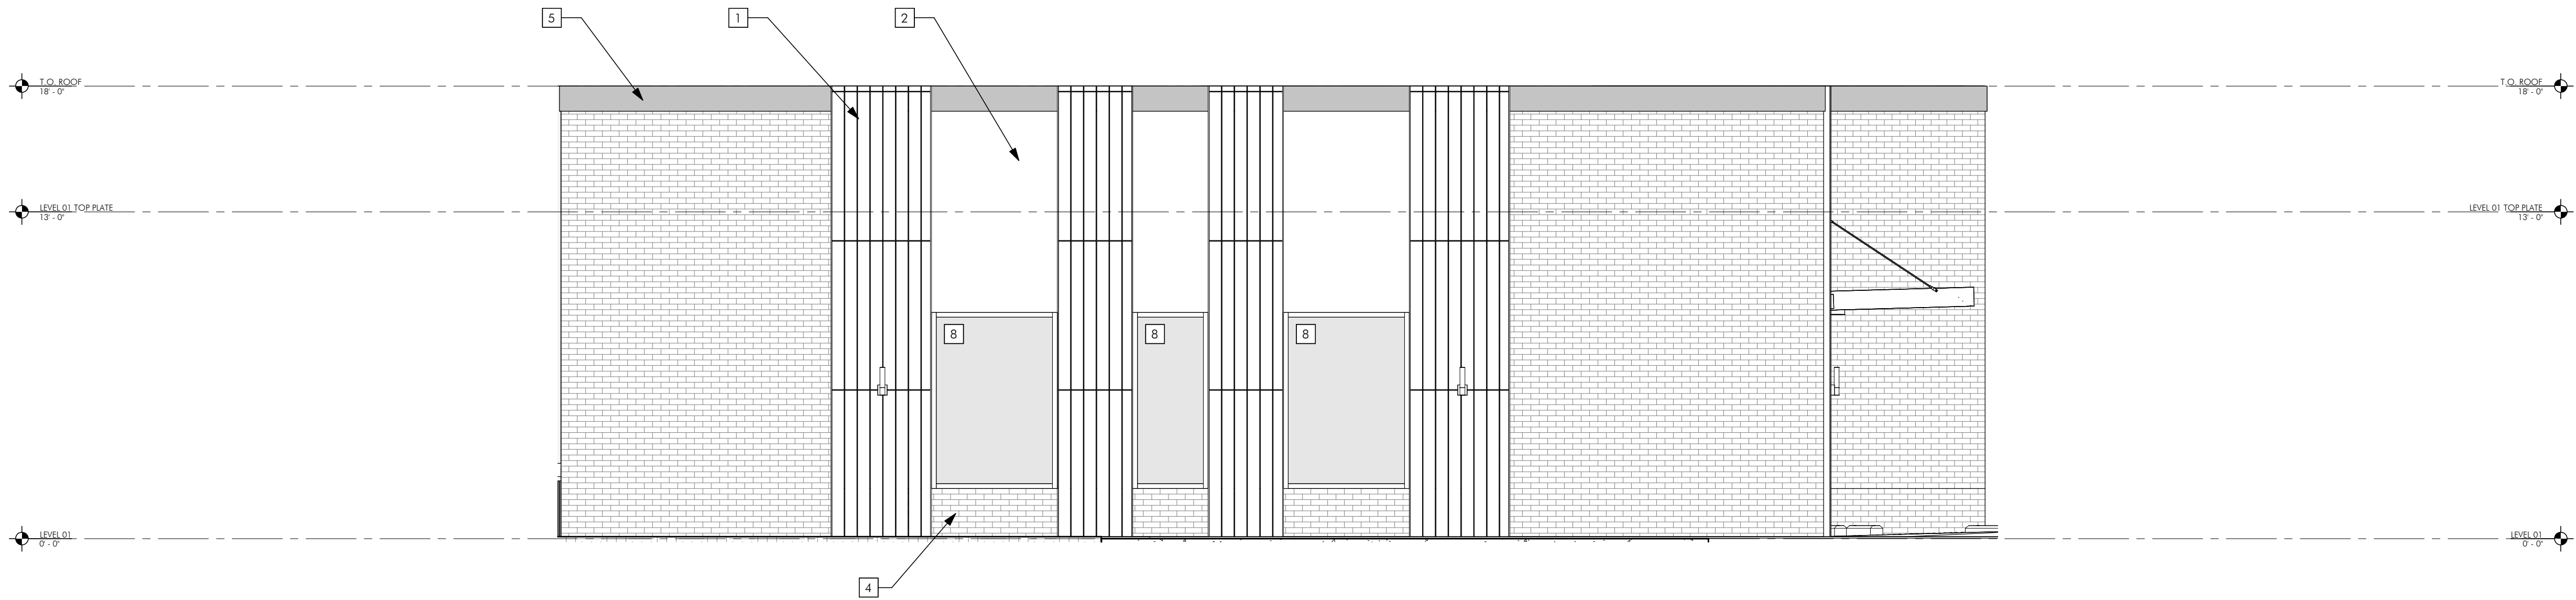 5
1
2
T.O. ROOF
18' - 0"
T.O. ROOF
18' - 0"
LEVEL 01 TOP PLATE
13' - 0"
LEVEL 01 TOP PLATE
13' - 0"
8
8
8
LEVEL 01
0' - 0"
LEVEL 01
0' - 0"
4